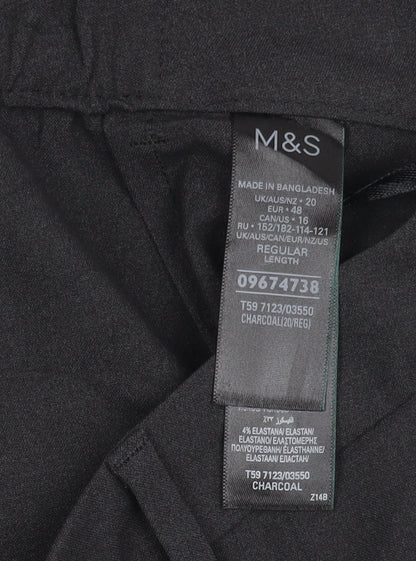 M&S
MADE IN BANGLADESH
UK/AUS/NZ • 20
EUR • 48
CAN/US • 16
RU • 152/182-114-121
UK/AUS/CAN/EUR/NZ/US
REGULAR
LENGTH
09674738
T59 7123/03550
CHARCOAL(20/REG)
4% ELASTANA/ ELASTAN/
ELASTANO/ ΕΛΑΣΤΟΜΕΡΗΣ
ΠΟΛΥΟΥΡΕΘΑΝΗ/ ÉLASTHANNE/
ELASTAAN/ ЕЛАСТАН/
T59 7123/03550
CHARCOAL
Z14B